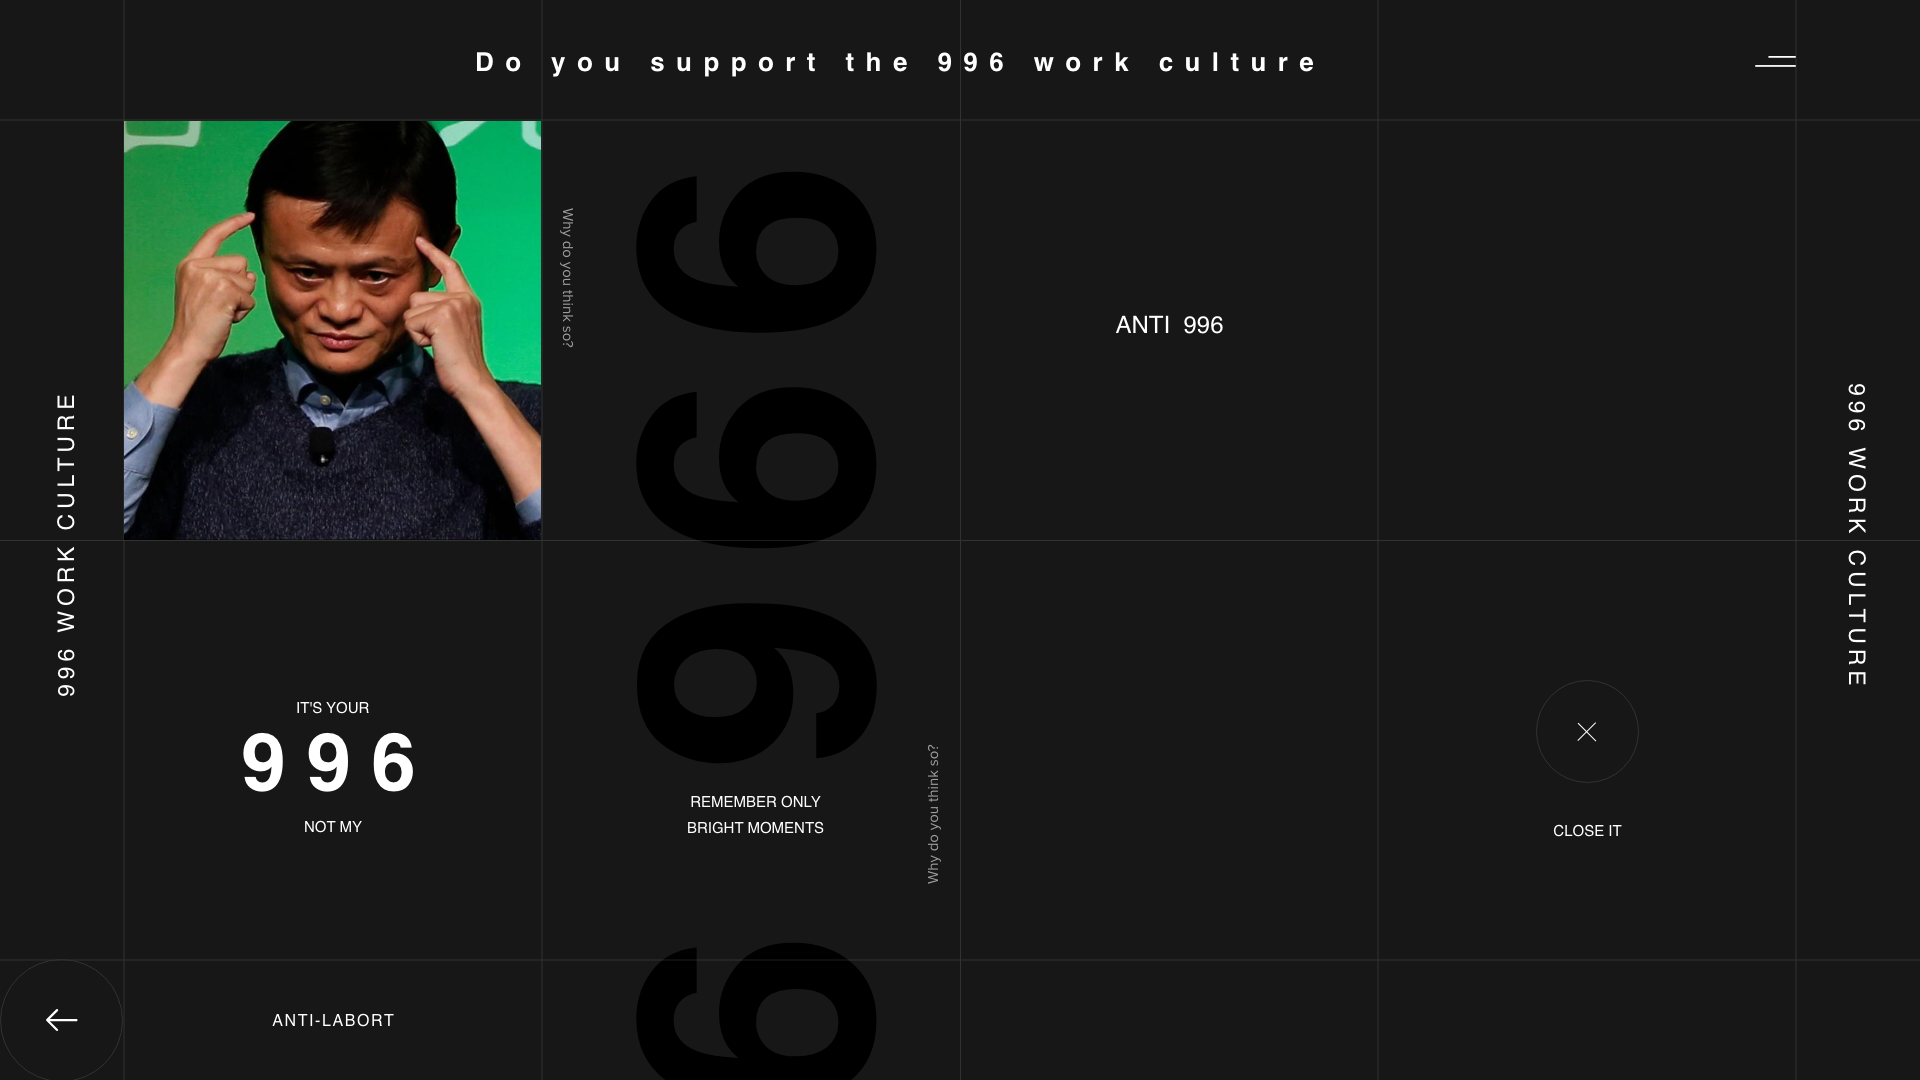 Do you support the 996 work culture
996 WORK CULTURE
Why do you think so?
996
ANTI 996
996 WORK CULTURE
IT'S YOUR
996
NOT MY
REMEMBER ONLY
BRIGHT MOMENTS
Why do you think so?
CLOSE IT
ANTI-LABORT
9